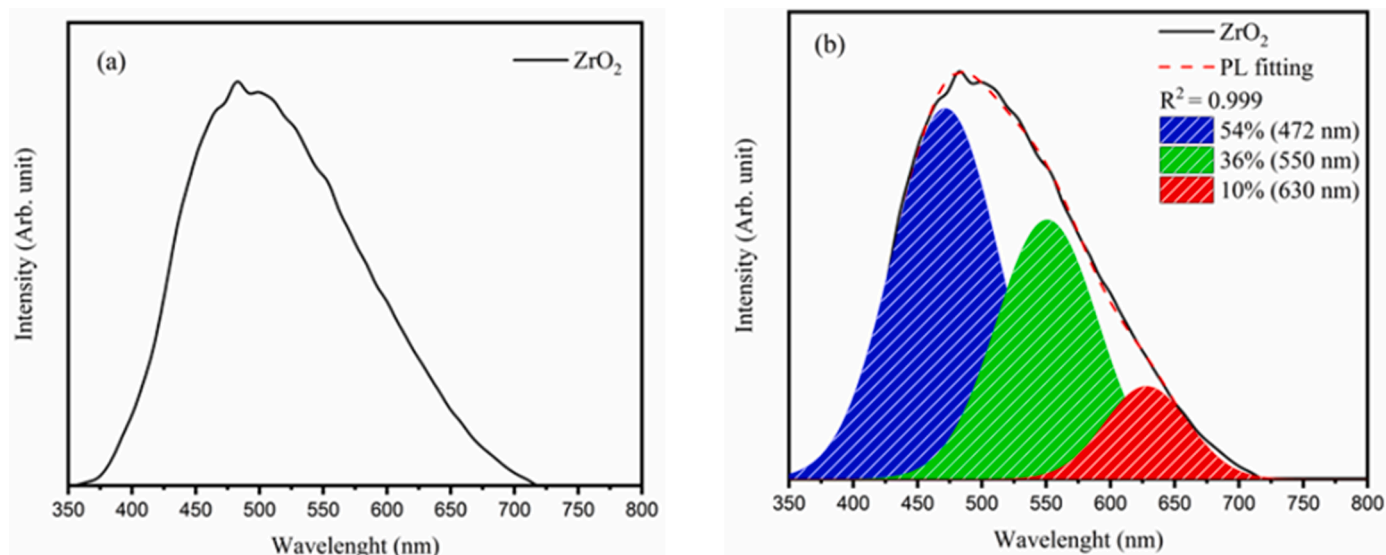 (a)
ZrO₂
Intensity (Arb. unit)
350 400 450 500 550 600 650 700 750 800
Wavelenght (nm)
(b)
ZrO₂
PL fitting
R² = 0.999
54% (472 nm)
36% (550 nm)
10% (630 nm)
Intensity (Arb. unit)
350 400 450 500 550 600 650 700 750 800
Wavelenght (nm)